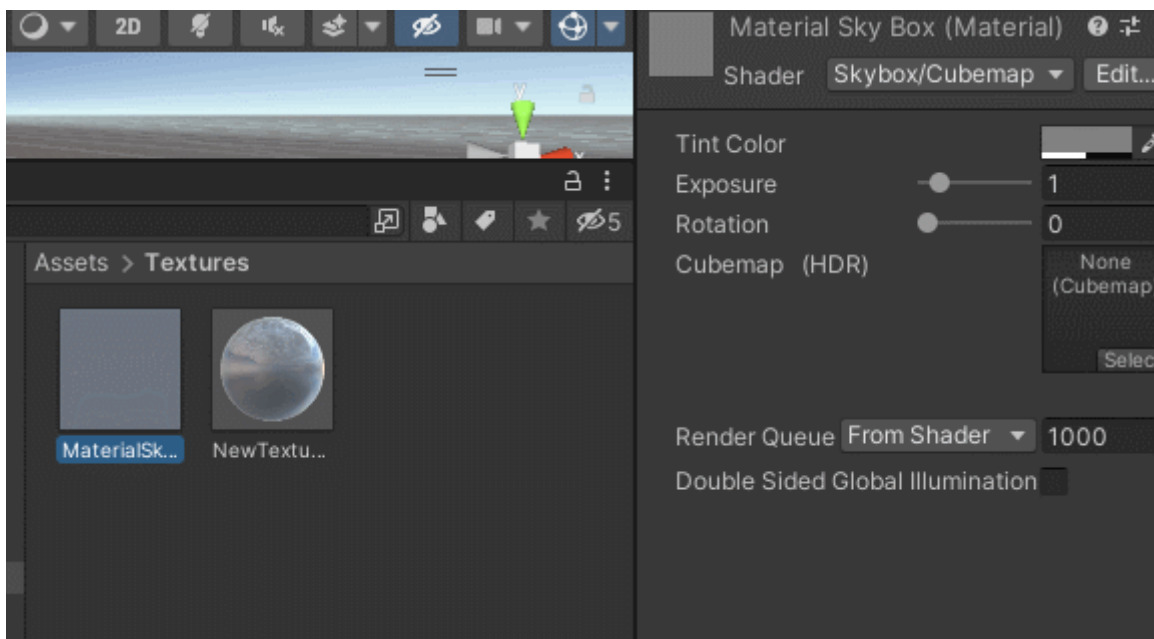 2D
Material Sky Box (Material)
Shader Skybox/Cubemap Edit...
Y
X
Tint Color
Exposure 1
5
Rotation 0
Assets > Textures
Cubemap (HDR)
None
(Cubemap
Selec
MaterialSk...
NewTextu...
Render Queue From Shader 1000
Double Sided Global Illumination